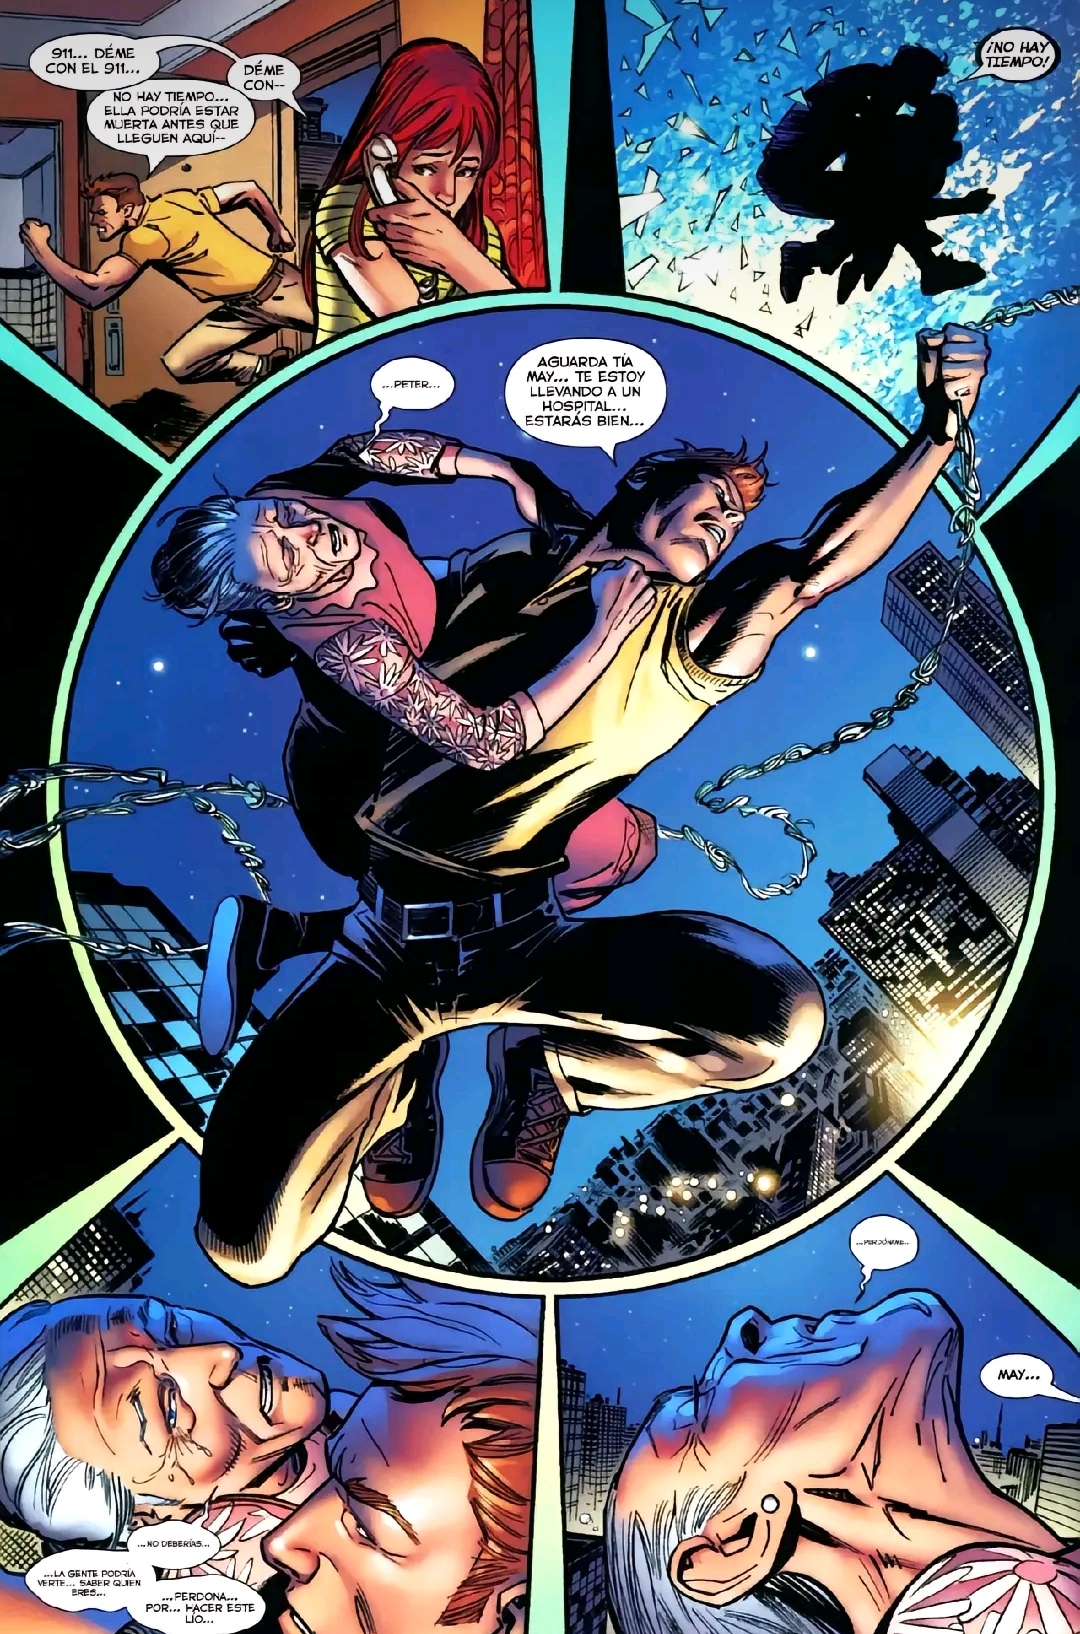 911... DÉME
CON EL 911...
DÉME
CON--
NO HAY TIEMPO...
ELLA PODRÍA ESTAR
MUERTA ANTES QUE
LLEGUEN AQUÍ--
¡NO HAY
TIEMPO!
...PETER...
AGUARDA TÍA
MAY... TE ESTOY
LLEVANDO A UN
HOSPITAL...
ESTARÁS BIEN...
...NO DEBERÍAS...
...LA GENTE PODRÍA
VERTE... SABER QUIEN
ERES...
...PERDONA...
POR... HACER ESTE
LÍO...
...PERDÓNAME...
MAY...